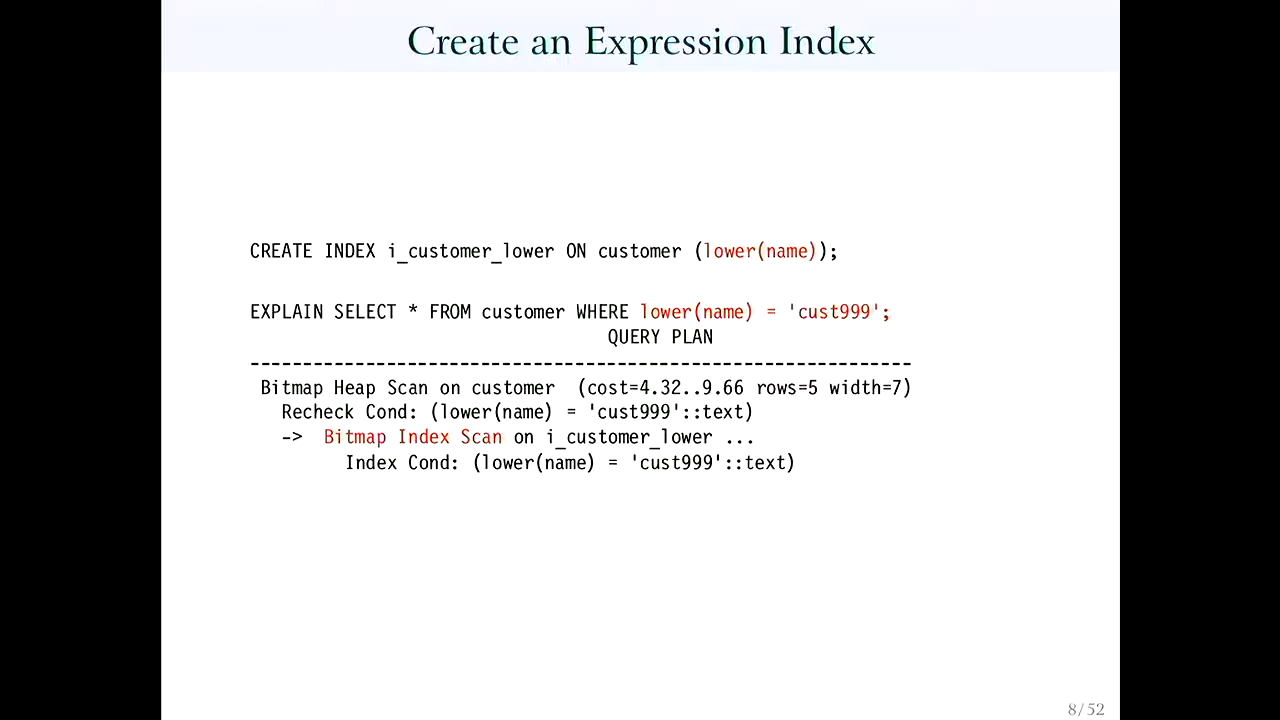 Create an Expression Index
CREATE INDEX i_customer_lower ON customer (lower(name));
EXPLAIN SELECT * FROM customer WHERE lower(name) = 'cust999';
QUERY PLAN
---------------------------------------------------------------
Bitmap Heap Scan on customer  (cost=4.32..9.66 rows=5 width=7)
Recheck Cond: (lower(name) = 'cust999'::text)
->  Bitmap Index Scan on i_customer_lower ...
Index Cond: (lower(name) = 'cust999'::text)
8/52